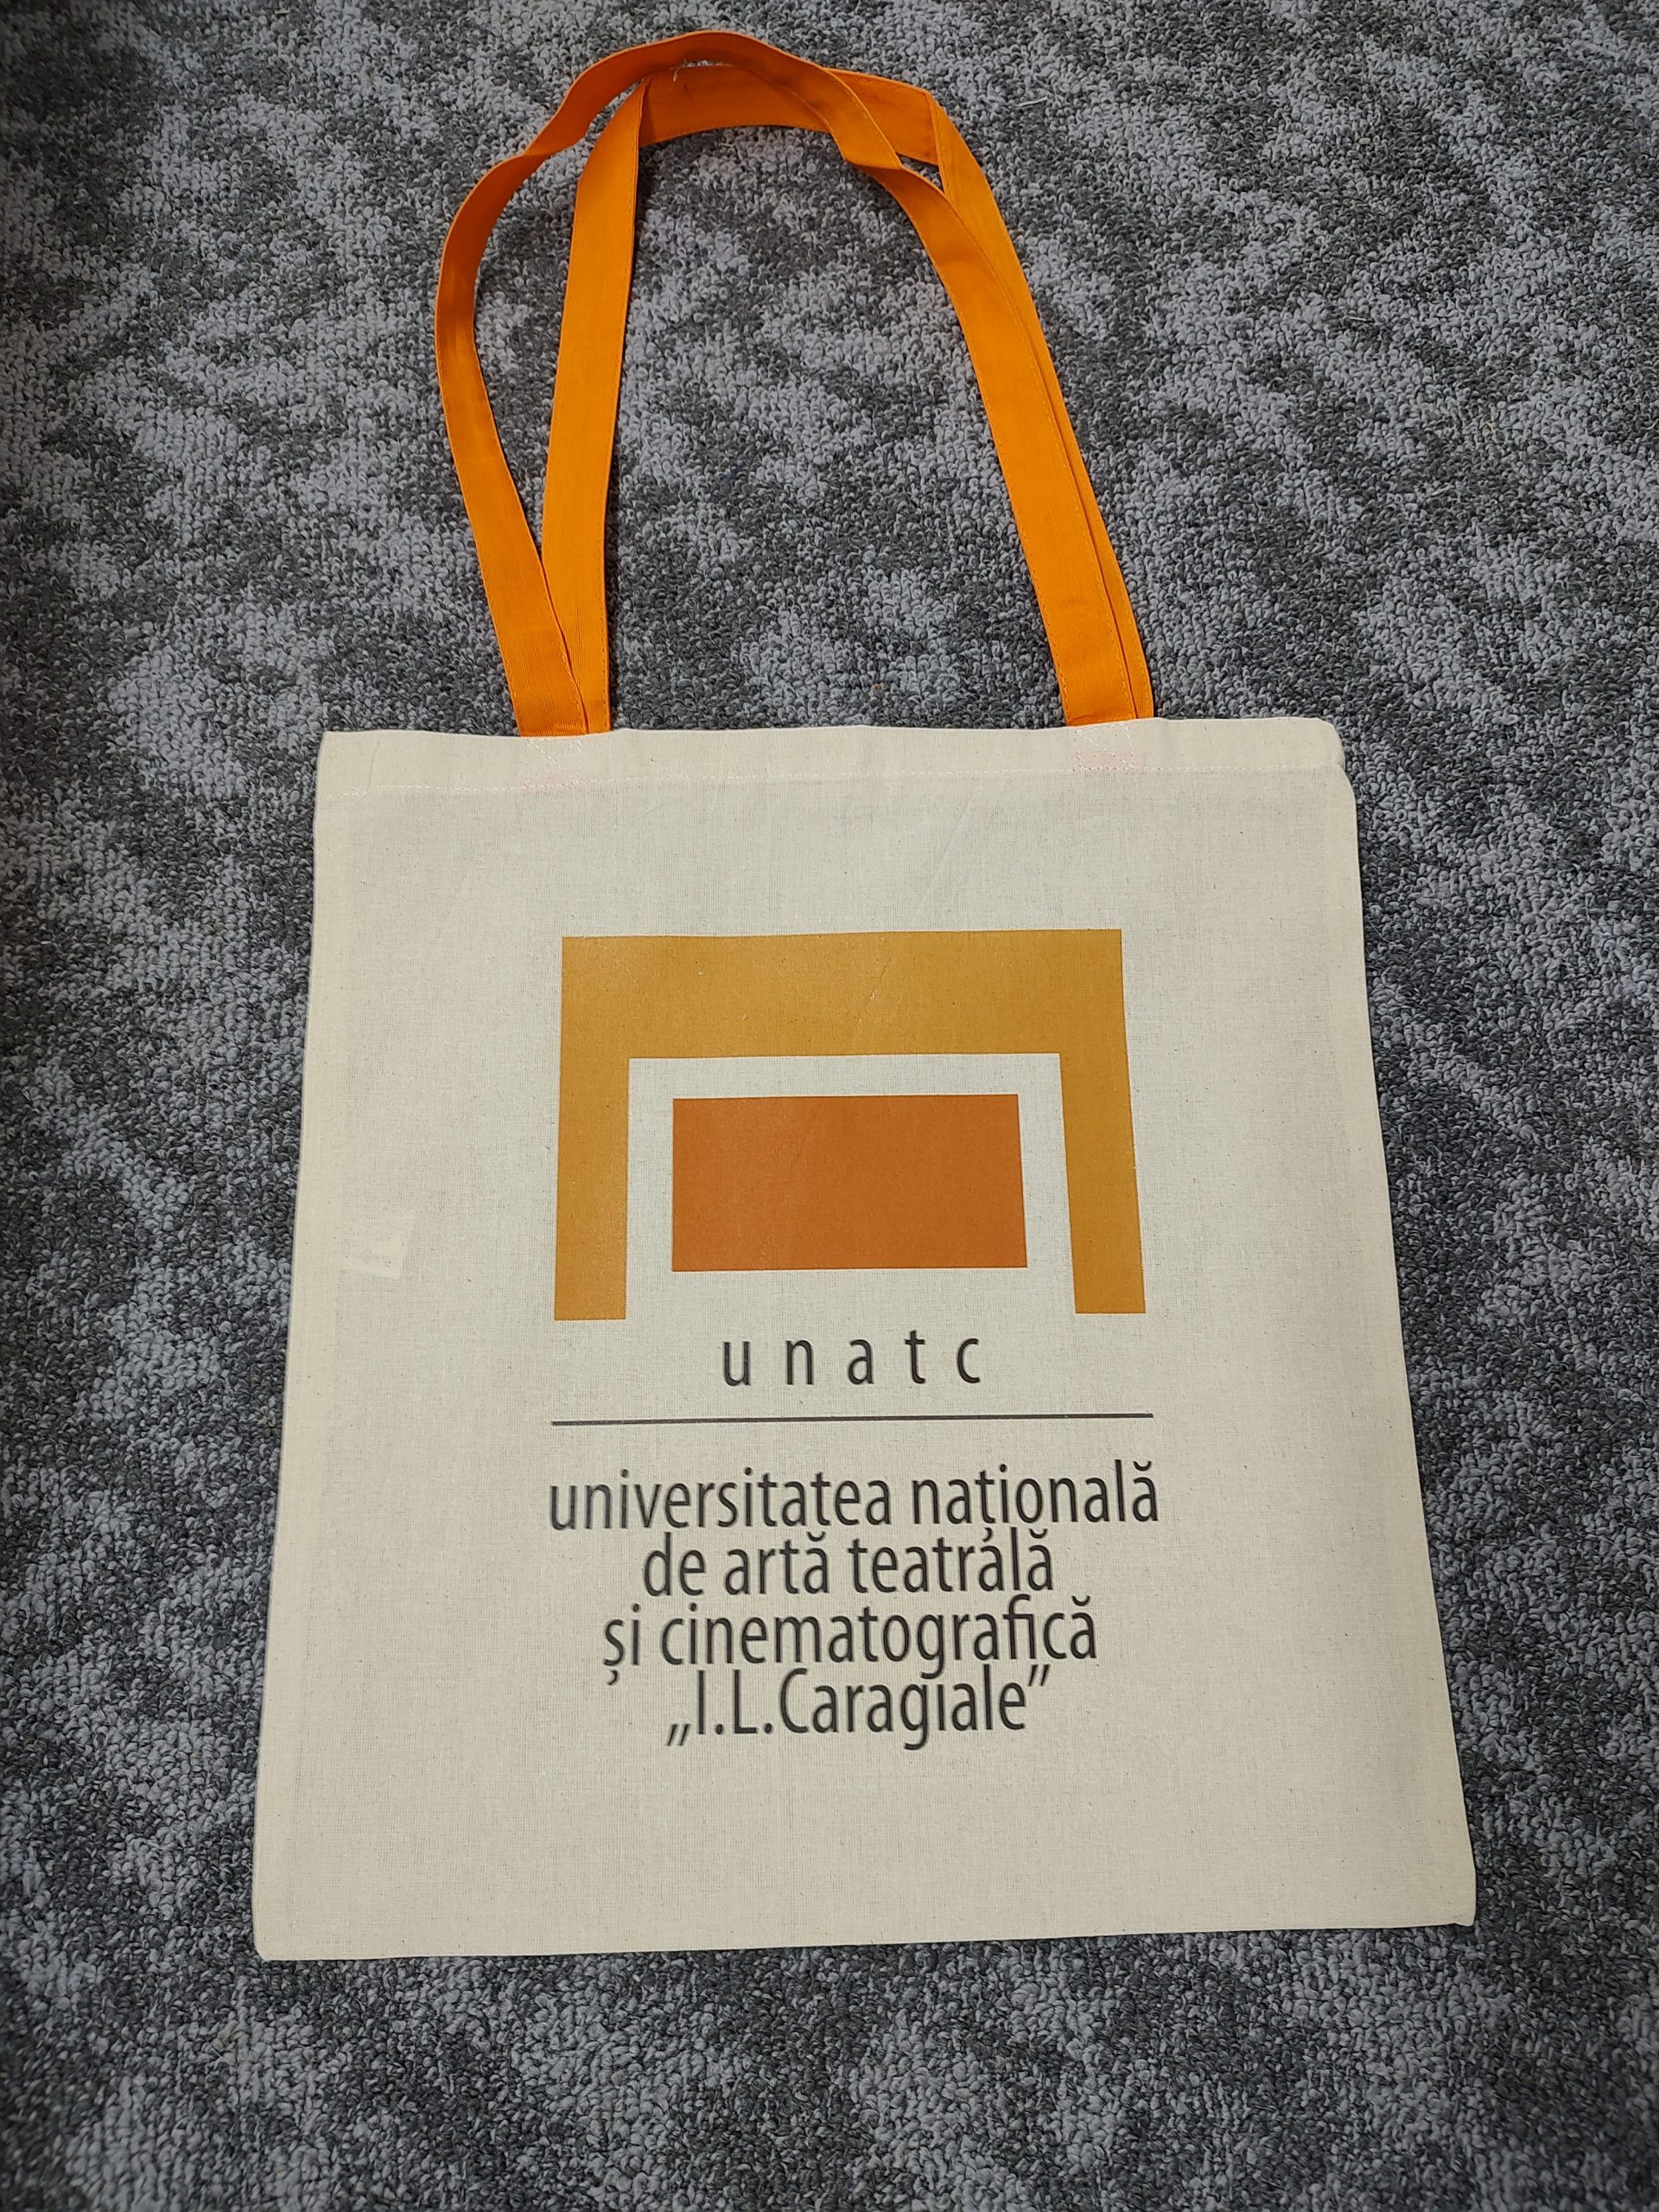 unatc
universitatea națională
de artă teatrală
și cinematografică
„I.L.Caragiale”